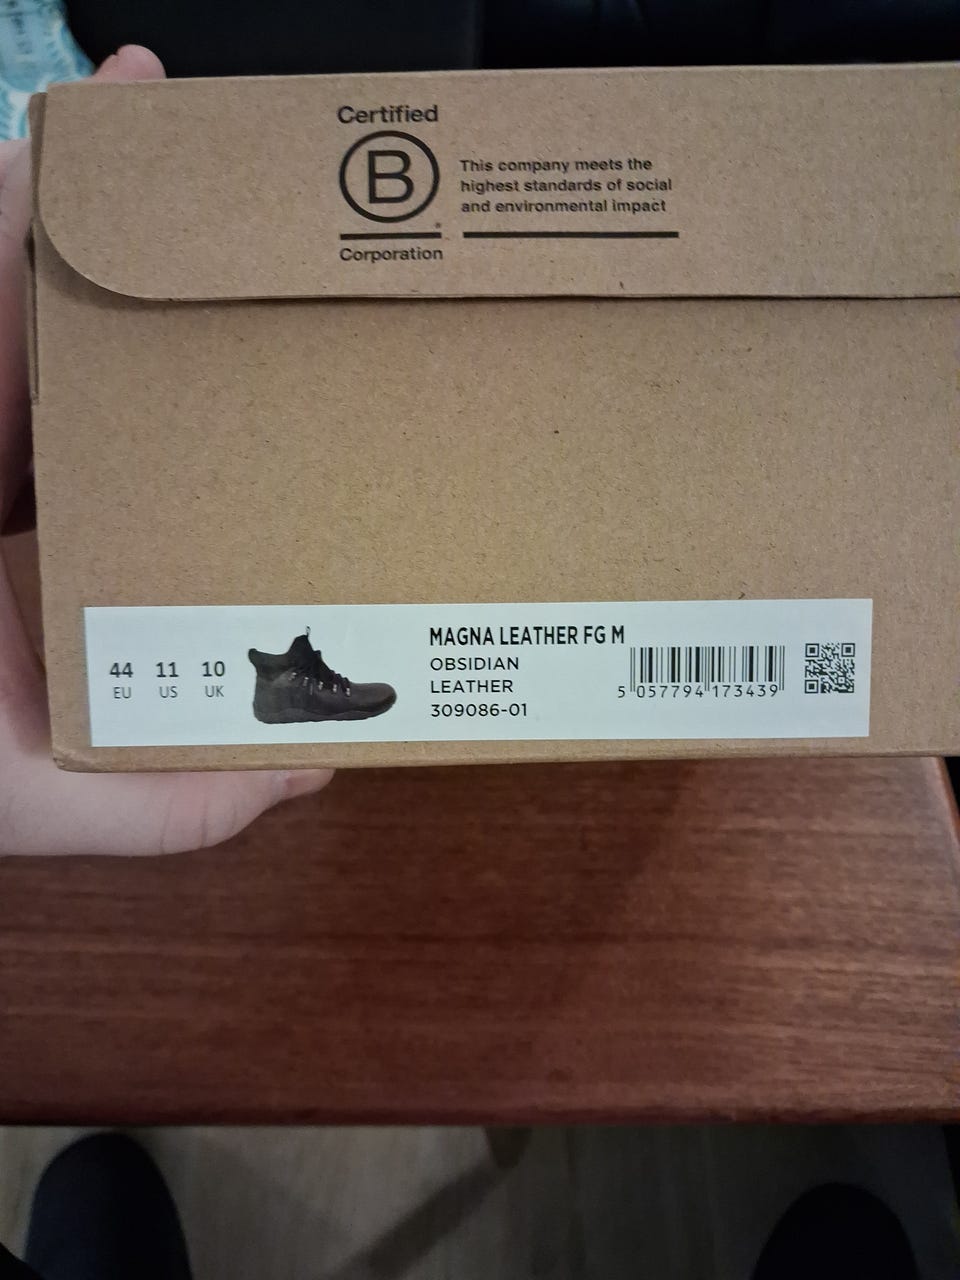 Certified
B
Corporation
This company meets the
highest standards of social
and environmental impact
44 11 10
EU US UK
MAGNA LEATHER FG M
OBSIDIAN
LEATHER
309086-01
5 057794 173439